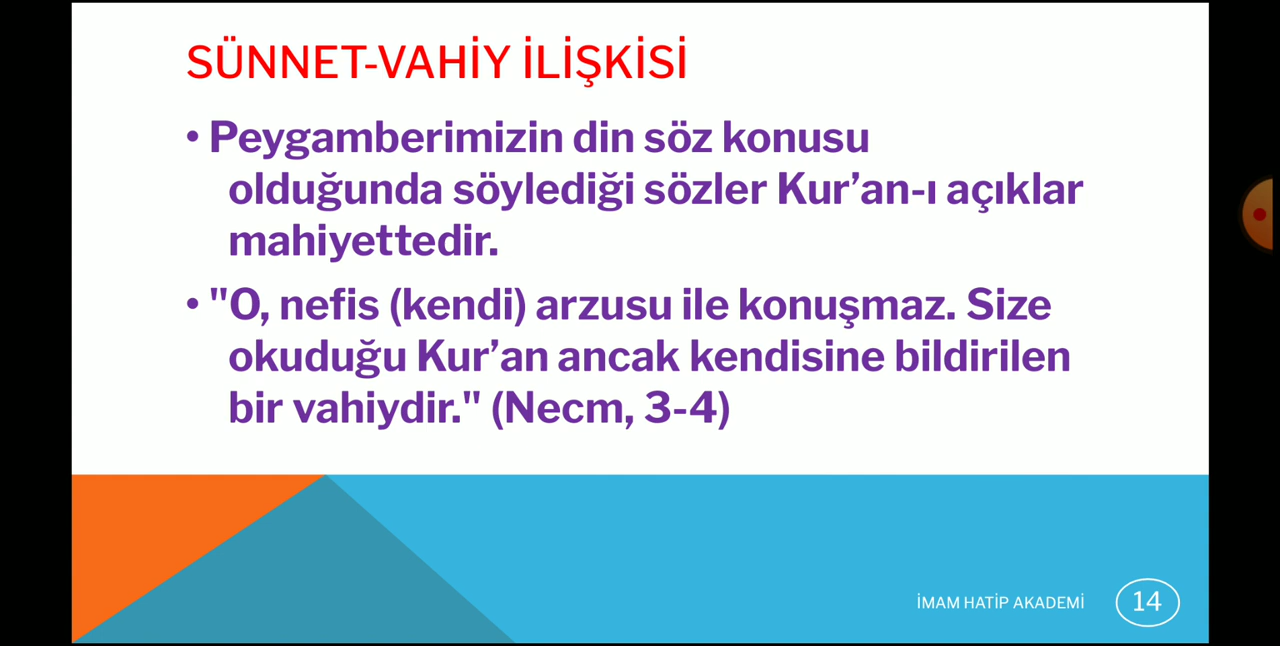 SÜNNET-VAHİY İLİŞKİSİ
• Peygamberimizin din söz konusu
olduğunda söylediği sözler Kur’an-ı açıklar
mahiyettedir.
• "O, nefis (kendi) arzusu ile konuşmaz. Size
okuduğu Kur’an ancak kendisine bildirilen
bir vahiydir." (Necm, 3-4)
İMAM HATİP AKADEMİ
14